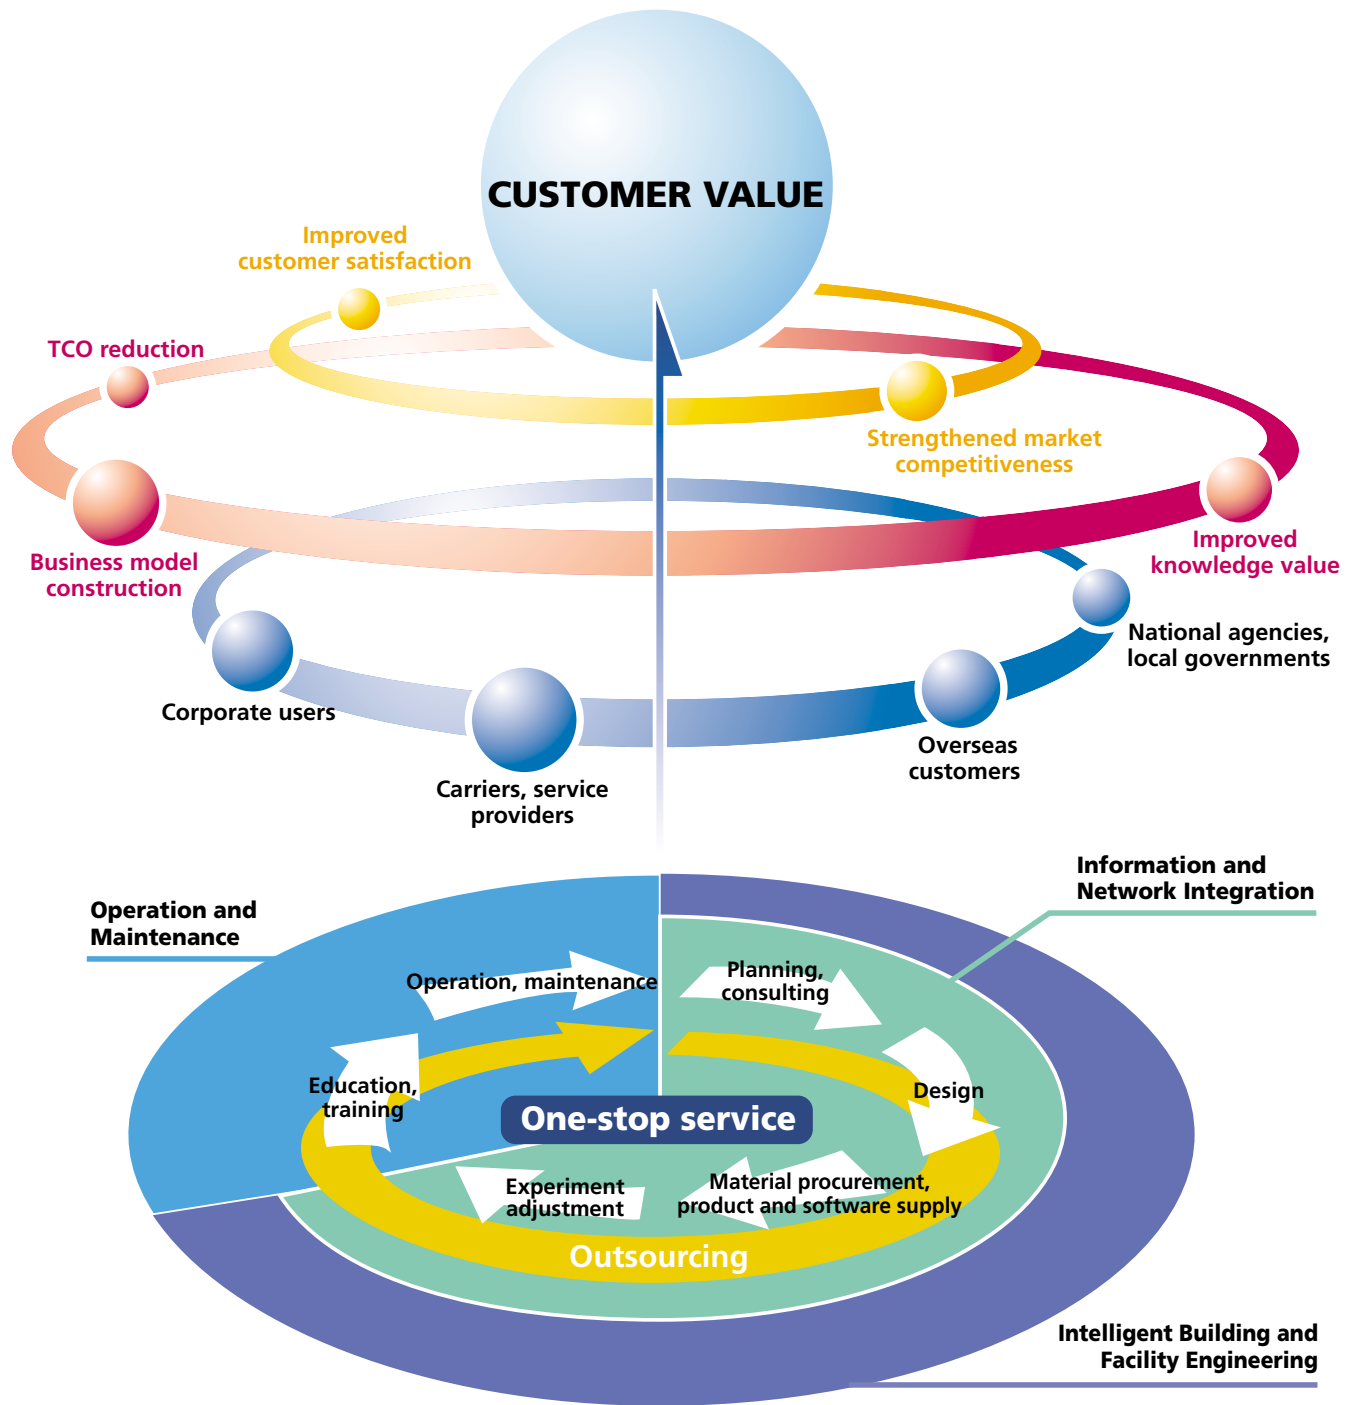 CUSTOMER VALUE
Improved
customer satisfaction
TCO reduction
Strengthened market
competitiveness
Business model
construction
Improved
knowledge value
National agencies,
local governments
Corporate users
Overseas
customers
Carriers, service
providers
Information and
Network Integration
Operation and
Maintenance
Operation, maintenance
Planning,
consulting
Education,
training
Design
One-stop service
Experiment
adjustment
Material procurement,
product and software supply
Outsourcing
Intelligent Building and
Facility Engineering